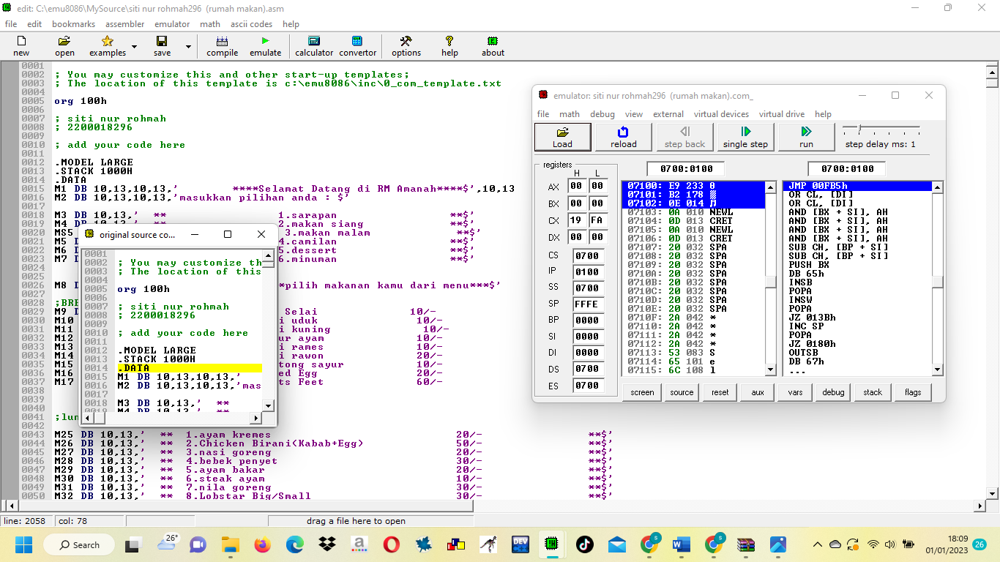 edit: C:\emu8086\MySource\siti nur rohmah296 (rumah makan).asm
file edit bookmarks assembler emulator math ascii codes help
new open examples save compile emulate calculator convertor options help about
0001
0002 ; You may customize this and other start-up templates;
0003 ; The location of this template is c:\emu8086\inc\0_com_template.txt
0004
0005 org 100h
0006
0007 ; siti nur rohmah
0008 ; 2200018296
0009
0010 ; add your code here
0011
0012 .MODEL LARGE
0013 .STACK 1000H
0014 .DATA
0015 M1 DB 10,13,10,13,' ****Selamat Datang di RM Amanah****$',10,13
0016 M2 DB 10,13,10,13,'masukkan pilihan anda : $'
0017
0018 M3 DB 10,13,' ** 1.sarapan **$'
0019 M4 DB 10,13,' ** 2.makan siang **$'
0020 MS5 3.makan malam **$'
0021 M5 4.camilan **$'
0022 M6 5.dessert **$'
0023 M7 6.minuman **$'
0024
0025
0026 M8 *pilih makanan kamu dari menu***$'
0027
0028 ;BRE
0029 M9 Selai 10/-
0030 M10 i uduk 10/-
0031 M11 i kuning 10/-
0032 M12 ur ayam 10/-
0033 M13 i rames 10/-
0034 M14 i rawon 20/-
0035 M15 tong sayur 10/-
0036 M16 ed Egg 20/-
0037 M17 ts Feet 60/-
0038
0039
0040
0041 ;lun
0042
0043 M25 DB 10,13,' ** 1.ayam kremes 20/- **$'
0044 M26 DB 10,13,' ** 2.Chicken Birani(Kabab+Egg) 50/- **$'
0045 M27 DB 10,13,' ** 3.nasi goreng 20/- **$'
0046 M28 DB 10,13,' ** 4.bebek penyet 30/- **$'
0047 M29 DB 10,13,' ** 5.ayam bakar 20/- **$'
0048 M30 DB 10,13,' ** 6.steak ayam 10/- **$'
0049 M31 DB 10,13,' ** 7.nila goreng 30/- **$'
0050 M32 DB 10,13,' ** 8.Lobstar Big/Small 30/- **$'
original source co...
0001
0002 ; You may customize th
0003 ; The location of this
0004
0005 org 100h
0006
0007 ; siti nur rohmah
0008 ; 2200018296
0009
0010 ; add your code here
0011
0012 .MODEL LARGE
0013 .STACK 1000H
0014 .DATA
0015 M1 DB 10,13,10,13,'
0016 M2 DB 10,13,10,13,'mas
0017
0018 M3 DB 10,13,' **
0019 M4 DB 10,13,' **
emulator: siti nur rohmah296 (rumah makan).com_
file math debug view external virtual devices virtual drive help
Load reload step back single step run step delay ms: 1
registers
H L
AX 00 00
BX 00 00
CX 19 FA
DX 00 00
CS 0700
IP 0100
SS 0700
SP FFFE
BP 0000
SI 0000
DI 0000
DS 0700
ES 0700
0700:0100 0700:0100
07100: E9 233 θ
07101: B2 178 ▓
07102: 0E 014 ♫
07103: 0A 010 NEWL
07104: 0D 013 CRET
07105: 0A 010 NEWL
07106: 0D 013 CRET
07107: 20 032 SPA
07108: 20 032 SPA
07109: 20 032 SPA
0710A: 20 032 SPA
0710B: 20 032 SPA
0710C: 20 032 SPA
0710D: 20 032 SPA
0710E: 20 032 SPA
0710F: 2A 042 *
07110: 2A 042 *
07111: 2A 042 *
07112: 2A 042 *
07113: 53 083 S
07114: 65 101 e
07115: 6C 108 l
JMP 00FB5h
OR CL, [DI]
OR CL, [DI]
AND [BX + SI], AH
AND [BX + SI], AH
AND [BX + SI], AH
AND [BX + SI], AH
SUB CH, [BP + SI]
SUB CH, [BP + SI]
PUSH BX
DB 65h
INSB
POPA
INSW
POPA
JZ 013Bh
INC SP
POPA
JZ 0180h
OUTSB
DB 67h
...
screen source reset aux vars debug stack flags
line: 2058 col: 78 drag a file here to open
26°
Search
DEV
18:09
01/01/2023
26